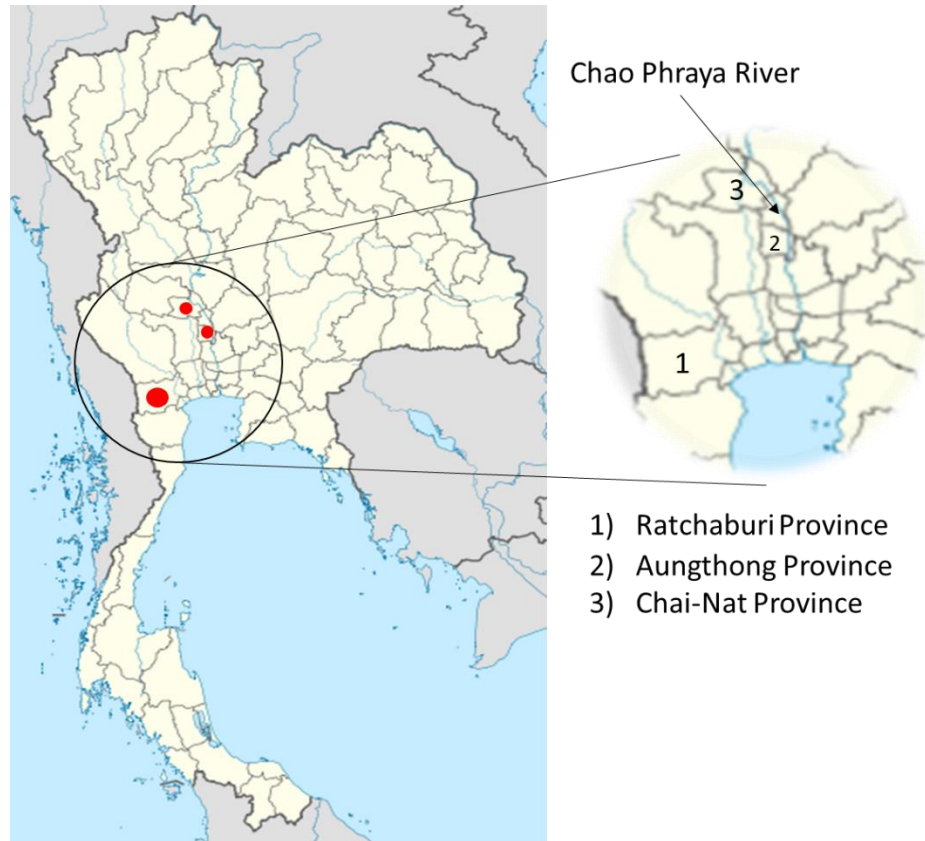 Chao Phraya River
3
2
1
1) Ratchaburi Province
2) Aungthong Province
3) Chai-Nat Province